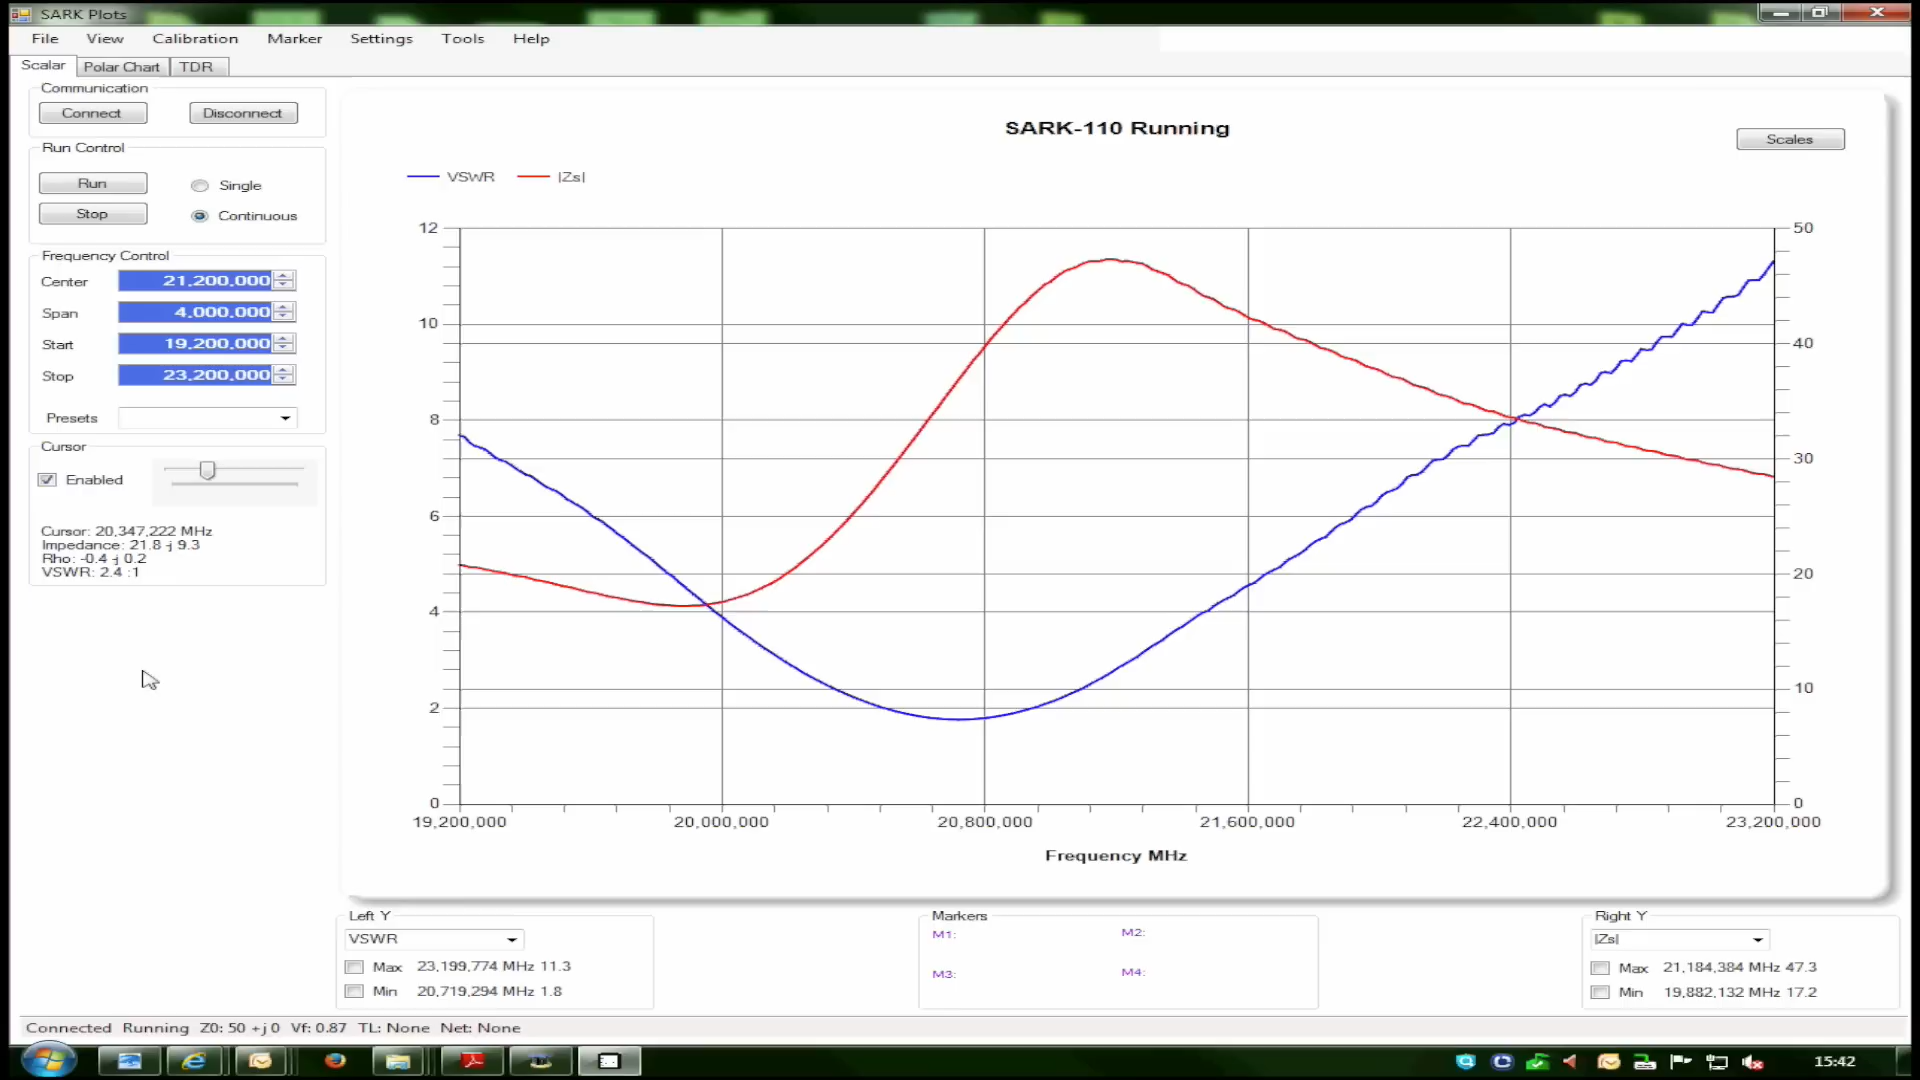 SARK Plots
File View Calibration Marker Settings Tools Help
Scalar Polar Chart TDR
Communication
Connect Disconnect
Run Control
Run Single
Stop Continuous
Frequency Control
Center 21,200,000
Span 4,000,000
Start 19,200,000
Stop 23,200,000
Presets
Cursor
Enabled
Cursor: 20,347,222 MHz
Impedance: 21.8 -j 9.3
Rho: -0.4 -j 0.2
VSWR: 2.4 :1
SARK-110 Running
Scales
VSWR |Zs|
12 50
10 40
8 30
6 20
4 10
2
0 0
19,200,000 20,000,000 20,800,000 21,600,000 22,400,000 23,200,000
Frequency MHz
Left Y
VSWR
Max 23,199,774 MHz 11.3
Min 20,719,294 MHz 1.8
Markers
M1: M2:
M3: M4:
Right Y
|Zs|
Max 21,184,384 MHz 47.3
Min 19,882,132 MHz 17.2
Connected Running Z0: 50 +j 0 Vf: 0.87 TL: None Net: None
15:42